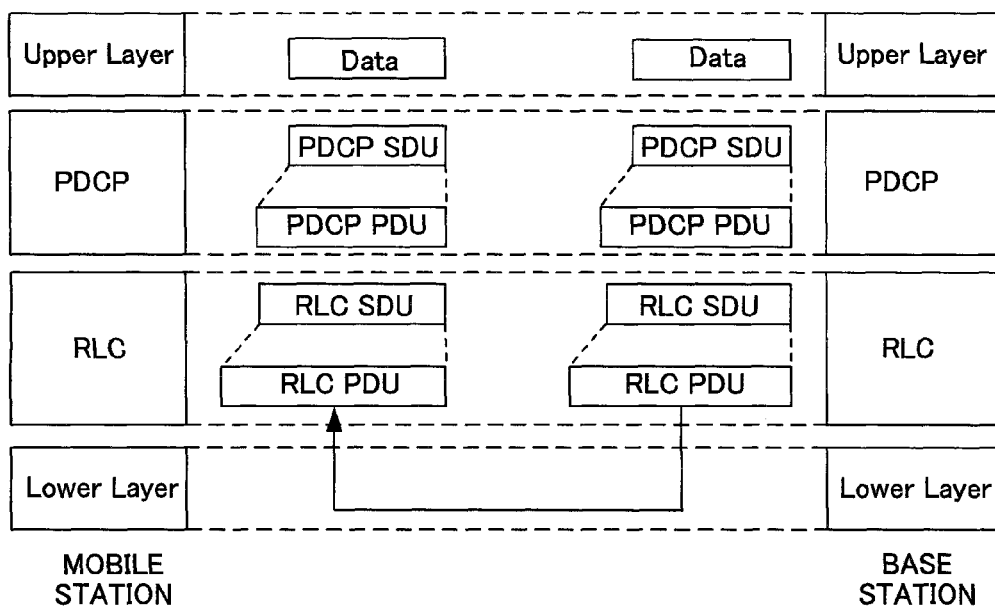 Upper Layer Data Data Upper Layer
PDCP SDU PDCP SDU
PDCP PDCP
PDCP PDU PDCP PDU
RLC SDU RLC SDU
RLC RLC
RLC PDU RLC PDU
Lower Layer Lower Layer
MOBILE BASE
STATION STATION